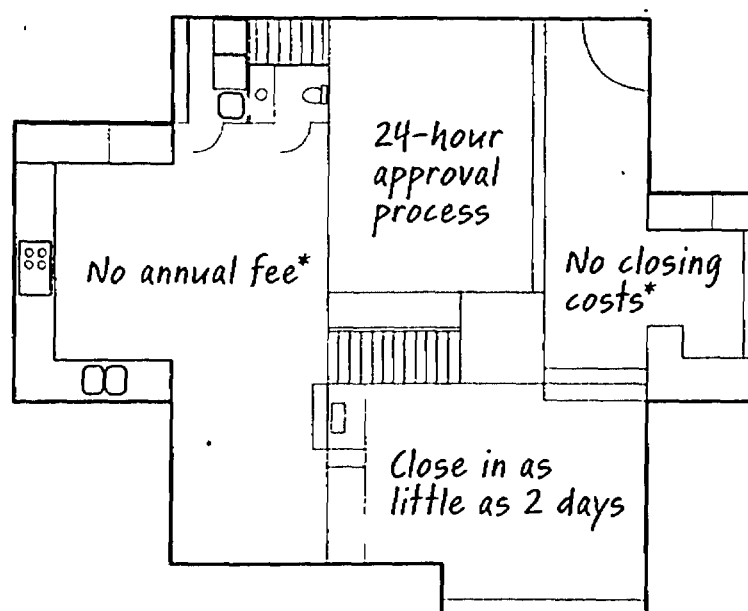 24-hour
approval
process
No annual fee*
No closing
costs*
Close in as
little as 2 days